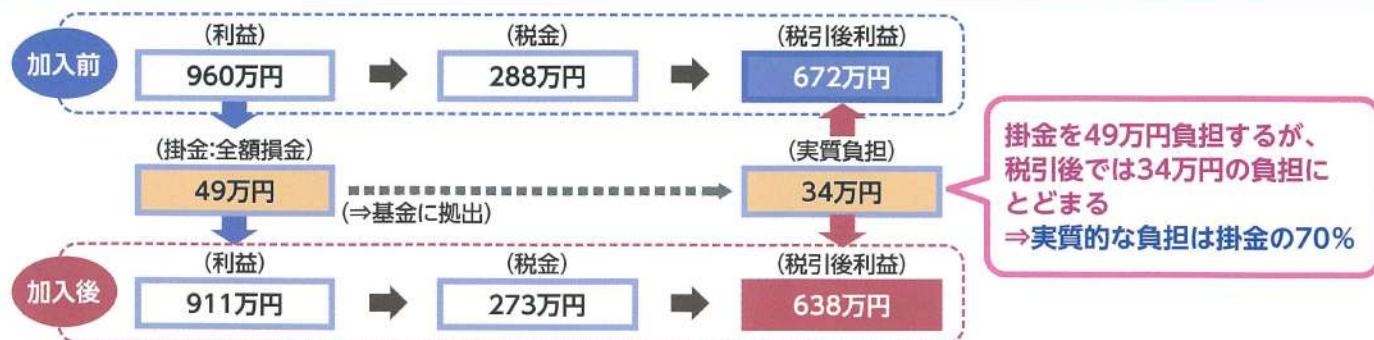 加入前
(利益)
960万円
(税金)
288万円
(税引後利益)
672万円
(掛金:全額損金)
49万円
(⇒基金に拠出)
(実質負担)
34万円
掛金を49万円負担するが、
税引後では34万円の負担に
とどまる
⇒実質的な負担は掛金の70%
加入後
(利益)
911万円
(税金)
273万円
(税引後利益)
638万円